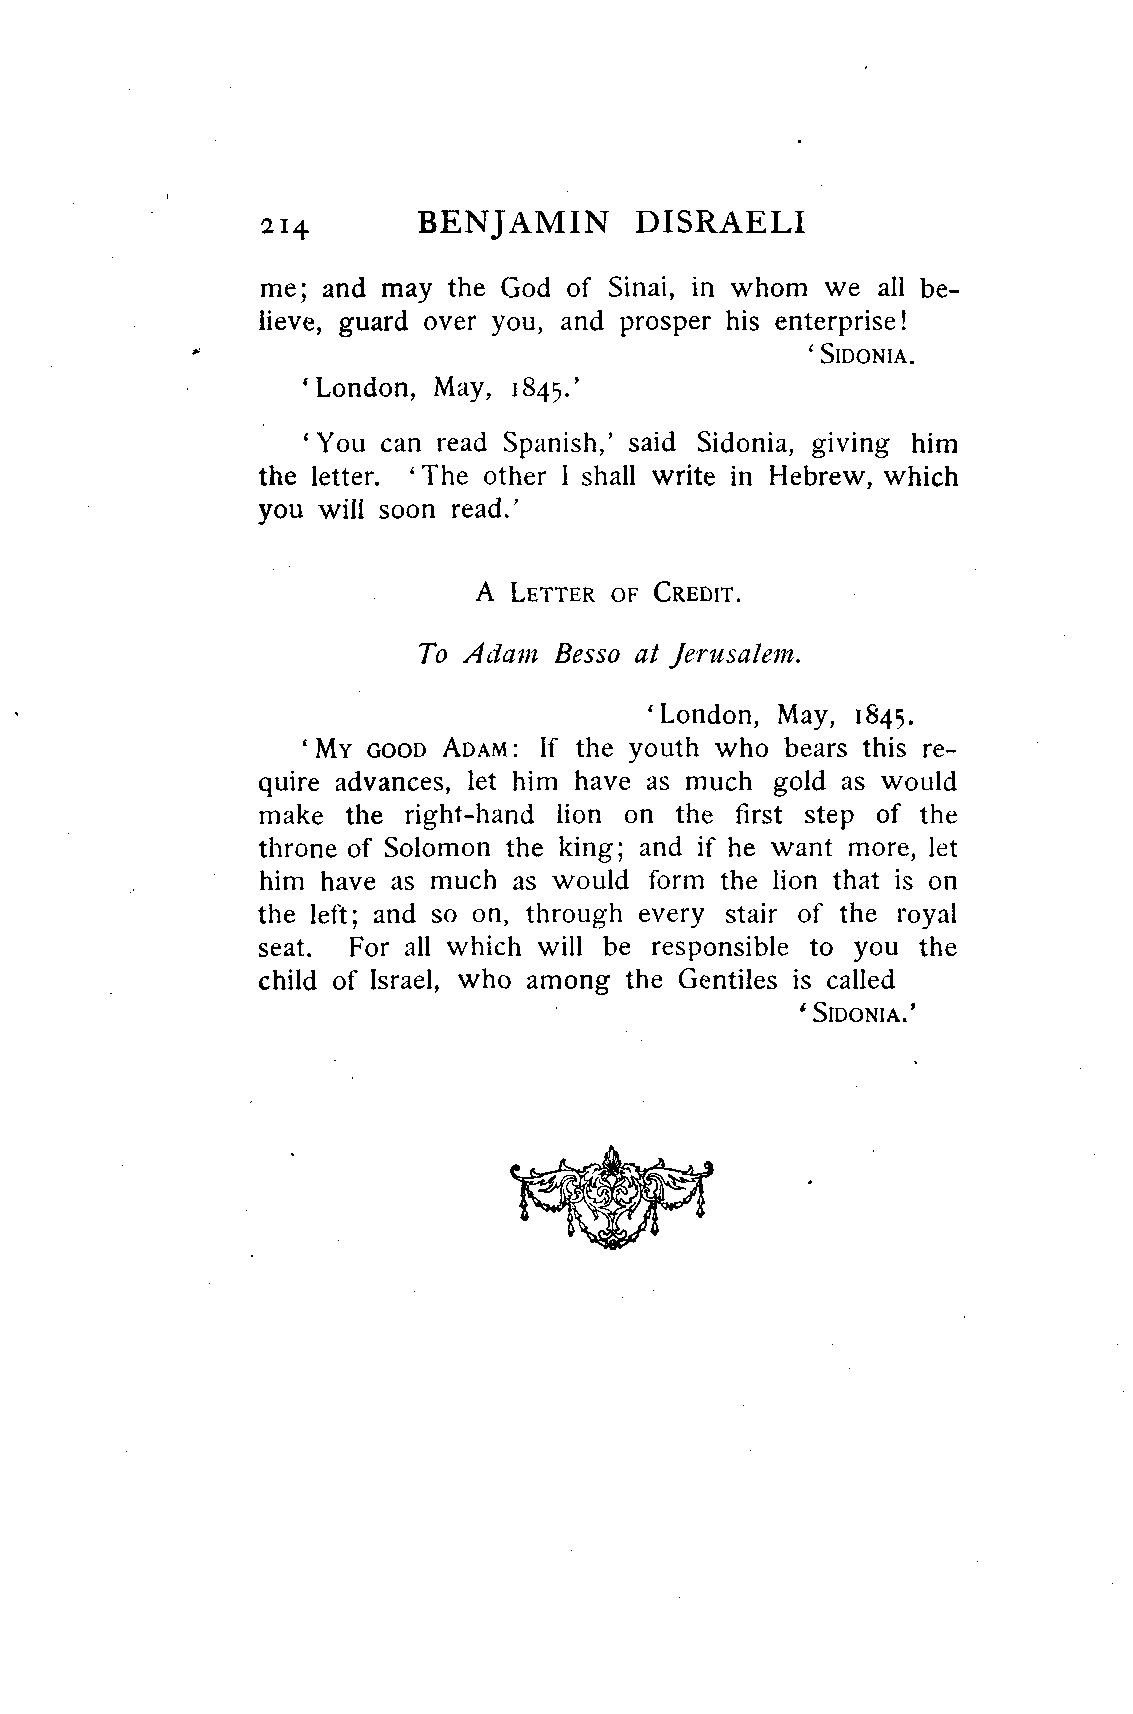 214 BENJAMIN DISRAELI
me; and may the God of Sinai, in whom we all be-
lieve, guard over you, and prosper his enterprise!
‘SIDONIA.
‘London, May, 1845.’
‘You can read Spanish,’ said Sidonia, giving him
the letter. ‘The other I shall write in Hebrew, which
you will soon read.’
A LETTER OF CREDIT.
To Adam Besso at Jerusalem.
‘London, May, 1845.
‘MY GOOD ADAM: If the youth who bears this re-
quire advances, let him have as much gold as would
make the right-hand lion on the first step of the
throne of Solomon the king; and if he want more, let
him have as much as would form the lion that is on
the left; and so on, through every stair of the royal
seat. For all which will be responsible to you the
child of Israel, who among the Gentiles is called
‘SIDONIA.’